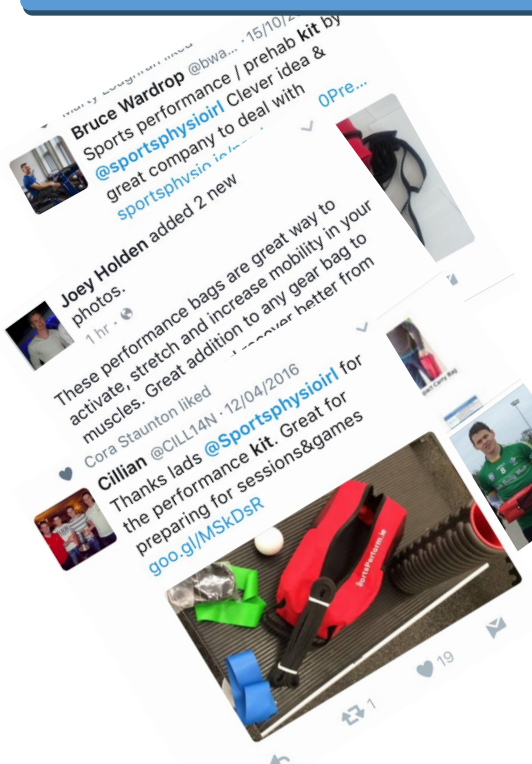 Marty Loughran liked
Bruce Wardrop @bwa... · 15/10/2
Sports performance / prehab kit by
@sportsphysioirl Clever idea &
great company to deal with
sportsphysio.ie/
0Pre...
Joey Holden added 2 new
photos.
1 hr ·
These performance bags are great way to
activate, stretch and increase mobility in your
muscles. Great addition to any gear bag to
recover better from
Cora Staunton liked
Cillian @CILL14N · 12/04/2016
Thanks lads @Sportsphysioirl for
the performance kit. Great for
preparing for sessions&games
goo.gl/MSkDsR
SportsPerform.ie
1
19